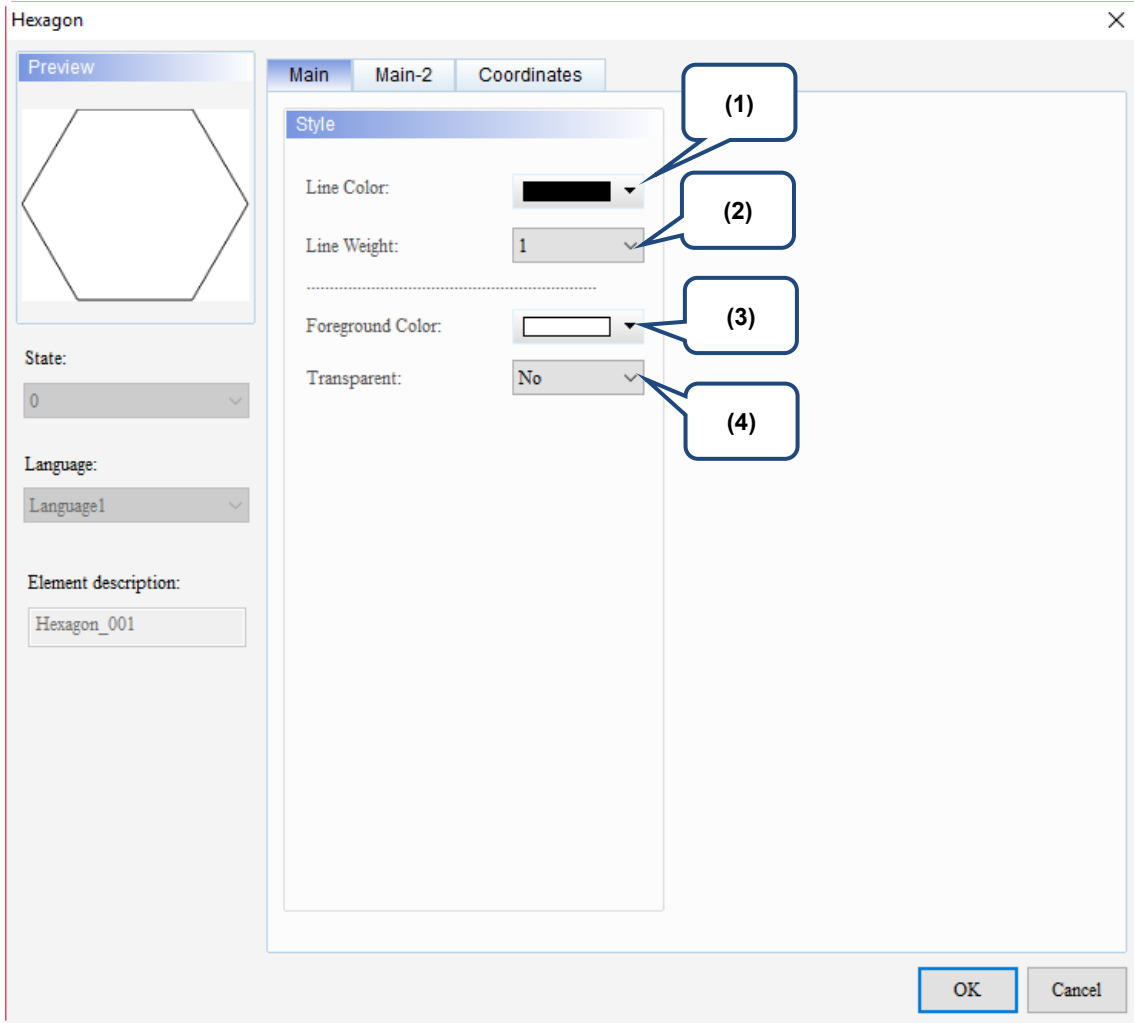 Hexagon
Preview
Main Main-2 Coordinates
(1)
Style
Line Color:
(2)
Line Weight: 1
(3)
Foreground Color:
State:
Transparent: No
0
(4)
Language:
Language1
Element description:
Hexagon_001
OK Cancel